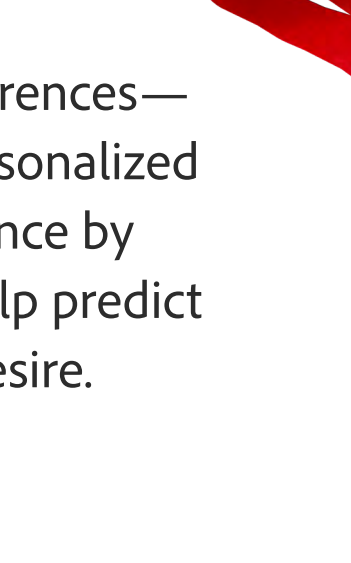 rences—
sonalized
nce by
lp predict
esire.